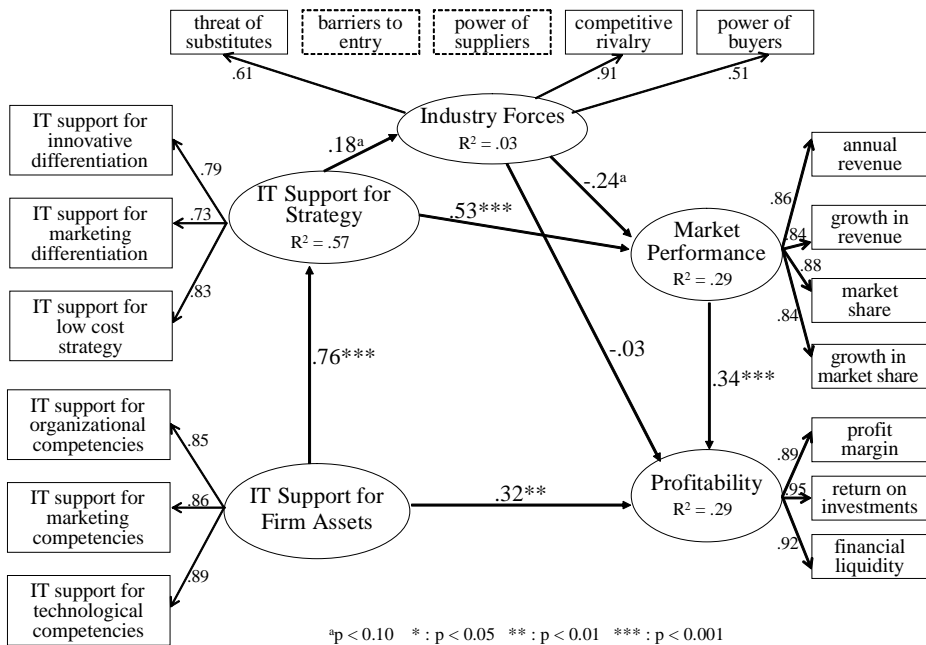 threat of
substitutes
barriers to
entry
power of
suppliers
competitive
rivalry
power of
buyers
.61
.91
.51
Industry Forces
R² = .03
IT support for
innovative
differentiation
IT support for
marketing
differentiation
IT support for
low cost
strategy
.79
.73
.83
.18ᵃ
IT Support for
Strategy
R² = .57
-.24ᵃ
.53***
Market
Performance
R² = .29
.86
.84
.88
.84
annual
revenue
growth in
revenue
market
share
growth in
market share
.76***
-.03
.34***
IT support for
organizational
competencies
IT support for
marketing
competencies
IT support for
technological
competencies
.85
.86
.89
IT Support for
Firm Assets
.32**
Profitability
R² = .29
.89
.95
.92
profit
margin
return on
investments
financial
liquidity
ᵃp < 0.10 * : p < 0.05 ** : p < 0.01 *** : p < 0.001